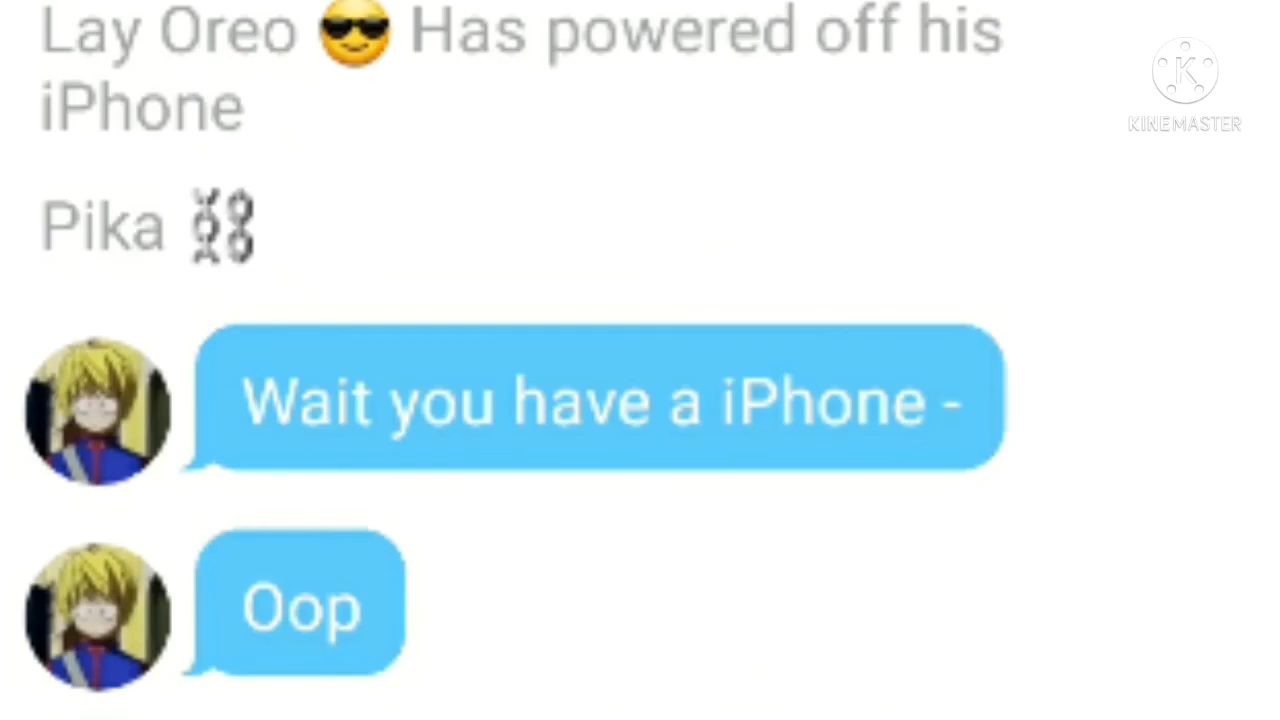 Lay Oreo 😎 Has powered off his
iPhone
KINEMASTER
Pika ⛓
Wait you have a iPhone -
Oop